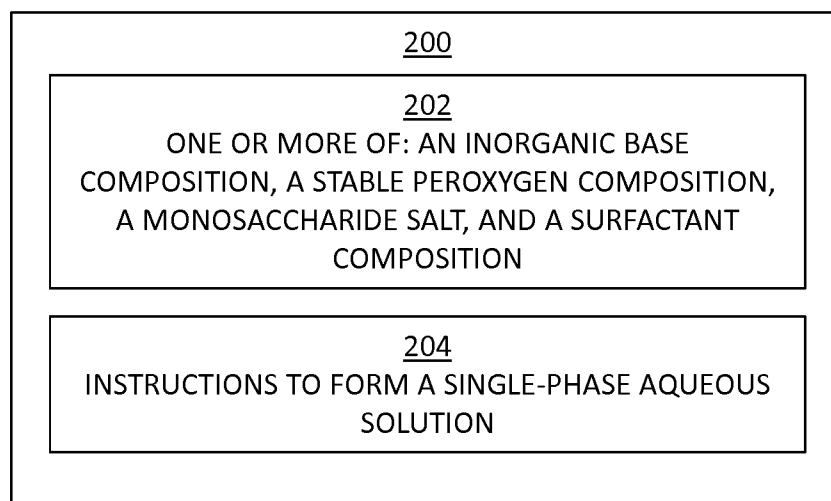 200
202
ONE OR MORE OF: AN INORGANIC BASE
COMPOSITION, A STABLE PEROXYGEN COMPOSITION,
A MONOSACCHARIDE SALT, AND A SURFACTANT
COMPOSITION
204
INSTRUCTIONS TO FORM A SINGLE-PHASE AQUEOUS
SOLUTION